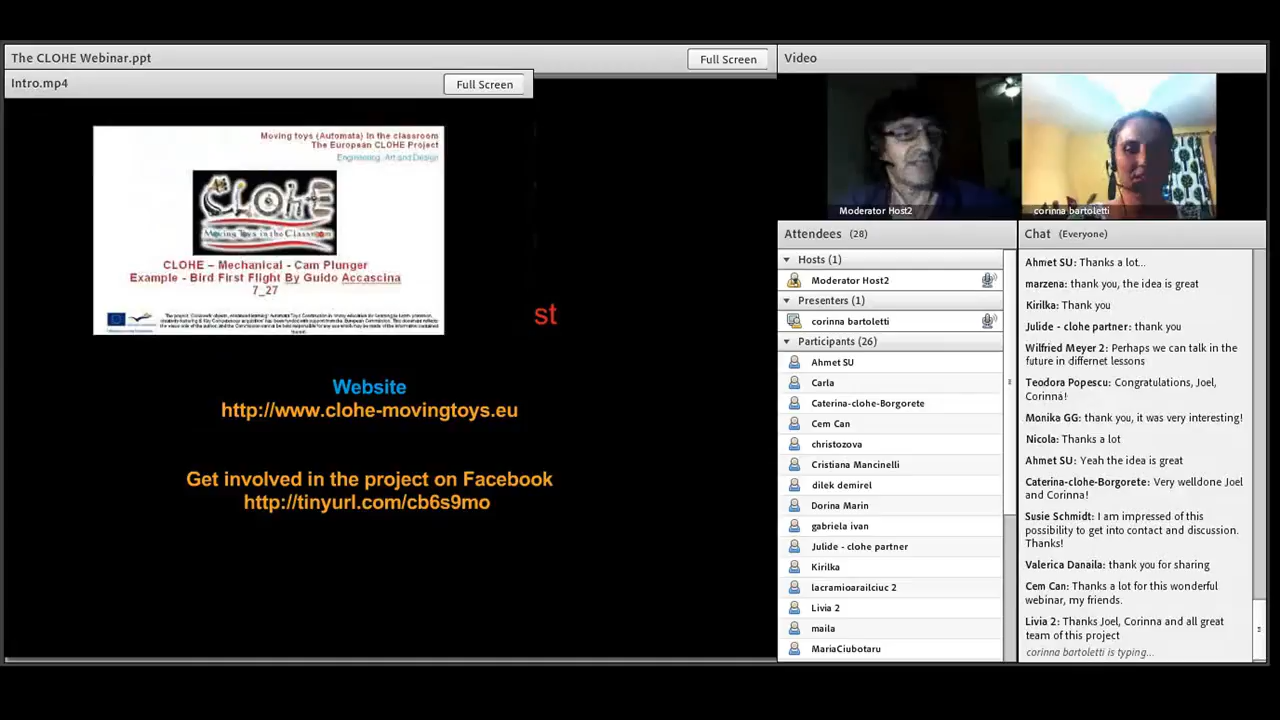 The CLOHE Webinar.ppt
Full Screen
Intro.mp4
Full Screen
Moving toys (Automata) In the classroom
The European CLOHE Project
Engineering, Art and Design
CLOHE
Moving Toys in the Classroom
CLOHE – Mechanical - Cam Plunger
Example - Bird First Flight By Guido Accascina
7_27
st
Website
http://www.clohe-movingtoys.eu
Get involved in the project on Facebook
http://tinyurl.com/cb6s9mo
Video
Moderator Host2
corinna bartoletti
Attendees (28)
Hosts (1)
Moderator Host2
Presenters (1)
corinna bartoletti
Participants (26)
Ahmet SU
Carla
Caterina-clohe-Borgorete
Cem Can
christozova
Cristiana Mancinelli
dilek demirel
Dorina Marin
gabriela ivan
Julide - clohe partner
Kirilka
lacramioarailciuc 2
Livia 2
maila
MariaCiubotaru
Chat (Everyone)
Ahmet SU: Thanks a lot...
marzena: thank you, the idea is great
Kirilka: Thank you
Julide - clohe partner: thank you
Wilfried Meyer 2: Perhaps we can talk in the
future in differnet lessons
Teodora Popescu: Congratulations, Joel,
Corinna!
Monika GG: thank you, it was very interesting!
Nicola: Thanks a lot
Ahmet SU: Yeah the idea is great
Caterina-clohe-Borgorete: Very welldone Joel
and Corinna!
Susie Schmidt: I am impressed of this
possibility to get into contact and discussion.
Thanks!
Valerica Danaila: thank you for sharing
Cem Can: Thanks a lot for this wonderful
webinar, my friends.
Livia 2: Thanks Joel, Corinna and all great
team of this project
corinna bartoletti is typing...